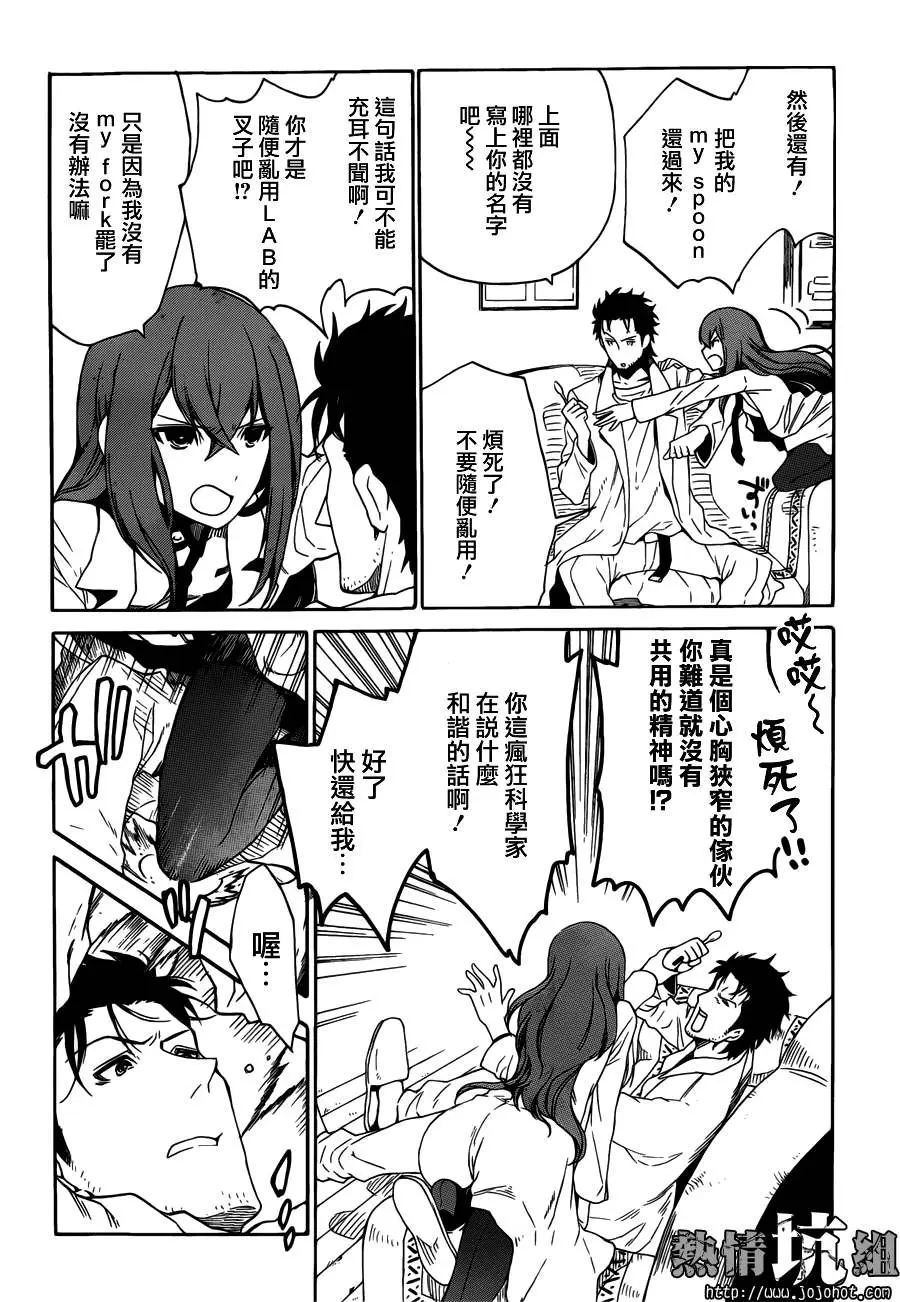 然後還有！
把我的
my spoon
還過來！
上面
哪裡都沒有
寫上你的名字
吧～～
煩死了！
不要隨便亂用！
這句話我可不能
充耳不聞啊！
你才是
隨便亂用LAB的
叉子吧!?
只是因為我沒有
my fork罷了
沒有辦法嘛
哎哎～
煩死了!!
真是個心胸狹窄的傢伙
你難道就沒有
共用的精神嗎!?
你這瘋狂科學家
在説什麼
和諧的話啊！
好了
快還給我…
喔…
熱情坑組
http://www.jojohot.com